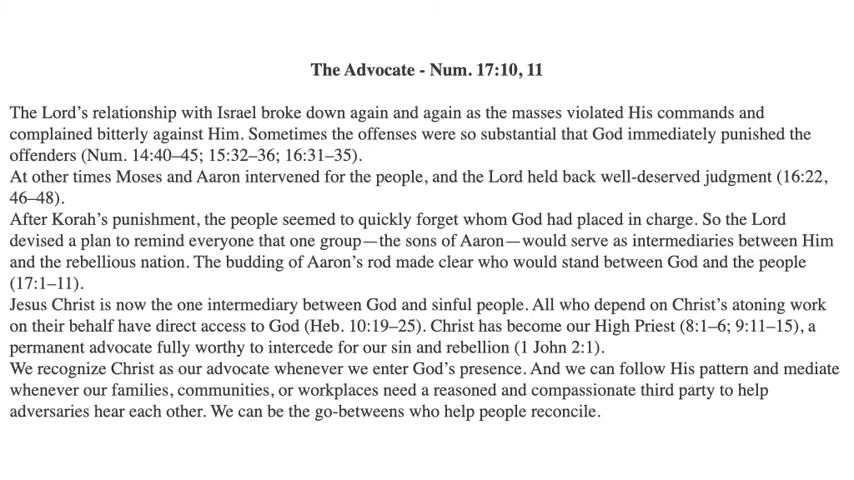 The Advocate - Num. 17:10, 11
The Lord’s relationship with Israel broke down again and again as the masses violated His commands and
complained bitterly against Him. Sometimes the offenses were so substantial that God immediately punished the
offenders (Num. 14:40–45; 15:32–36; 16:31–35).
At other times Moses and Aaron intervened for the people, and the Lord held back well-deserved judgment (16:22,
46–48).
After Korah’s punishment, the people seemed to quickly forget whom God had placed in charge. So the Lord
devised a plan to remind everyone that one group—the sons of Aaron—would serve as intermediaries between Him
and the rebellious nation. The budding of Aaron’s rod made clear who would stand between God and the people
(17:1–11).
Jesus Christ is now the one intermediary between God and sinful people. All who depend on Christ’s atoning work
on their behalf have direct access to God (Heb. 10:19–25). Christ has become our High Priest (8:1–6; 9:11–15), a
permanent advocate fully worthy to intercede for our sin and rebellion (1 John 2:1).
We recognize Christ as our advocate whenever we enter God’s presence. And we can follow His pattern and mediate
whenever our families, communities, or workplaces need a reasoned and compassionate third party to help
adversaries hear each other. We can be the go-betweens who help people reconcile.